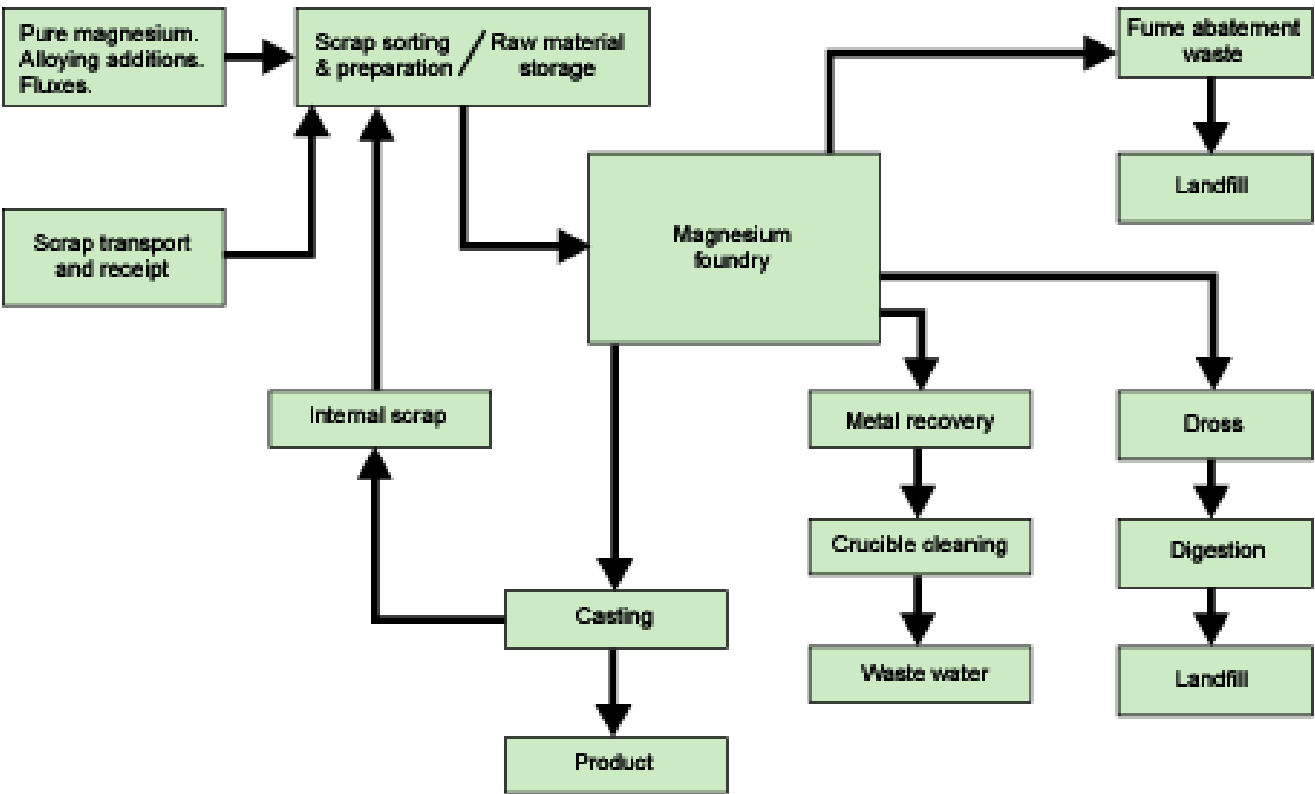 Pure magnesium.
Alloying additions.
Fluxes.
Scrap sorting / Raw material
& preparation storage
Fume abatement
waste
Landfill
Scrap transport
and receipt
Magnesium
foundry
Internal scrap
Metal recovery
Dross
Crucible cleaning
Digestion
Casting
Waste water
Landfill
Product